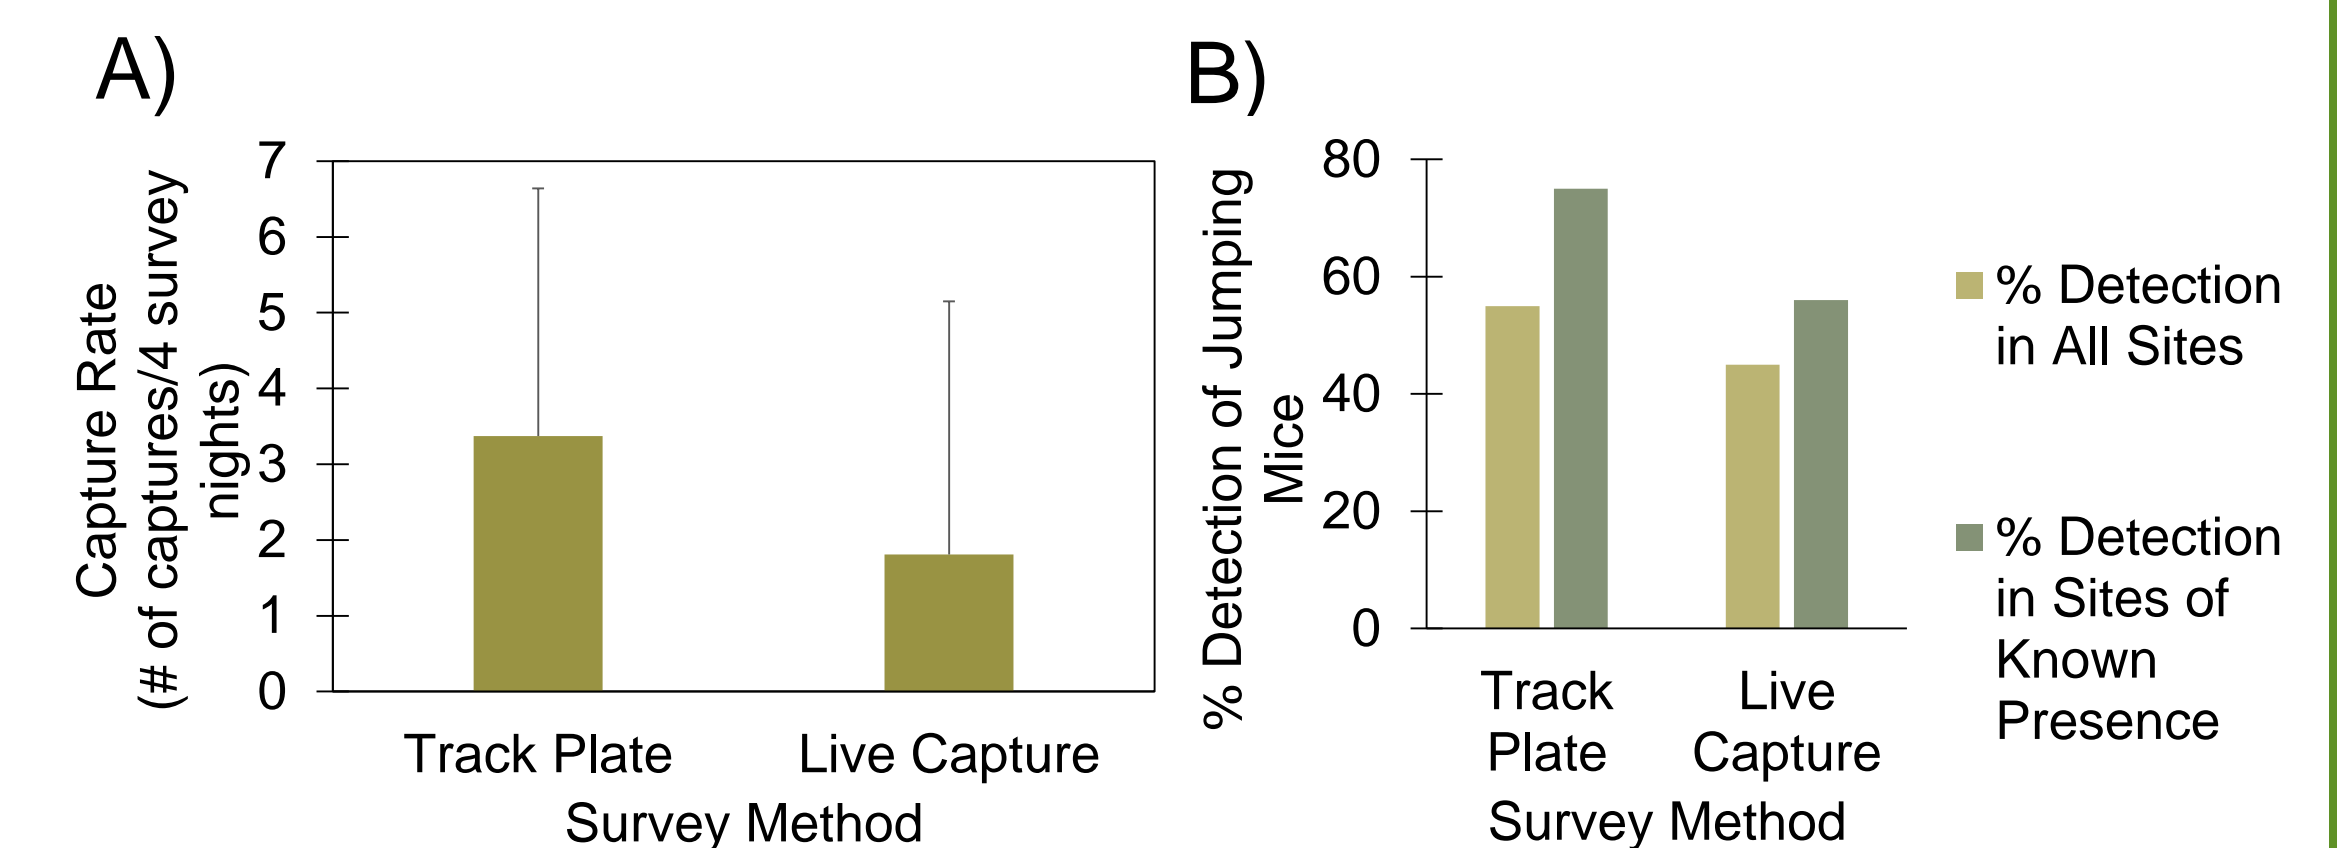 A)
Capture Rate
(# of captures/4 survey
nights)
7
6
5
4
3
2
1
0
Track Plate
Live Capture
Survey Method
B)
% Detection of Jumping
Mice
80
60
40
20
0
Track
Plate
Live
Capture
Survey Method
% Detection
in All Sites
% Detection
in Sites of
Known
Presence